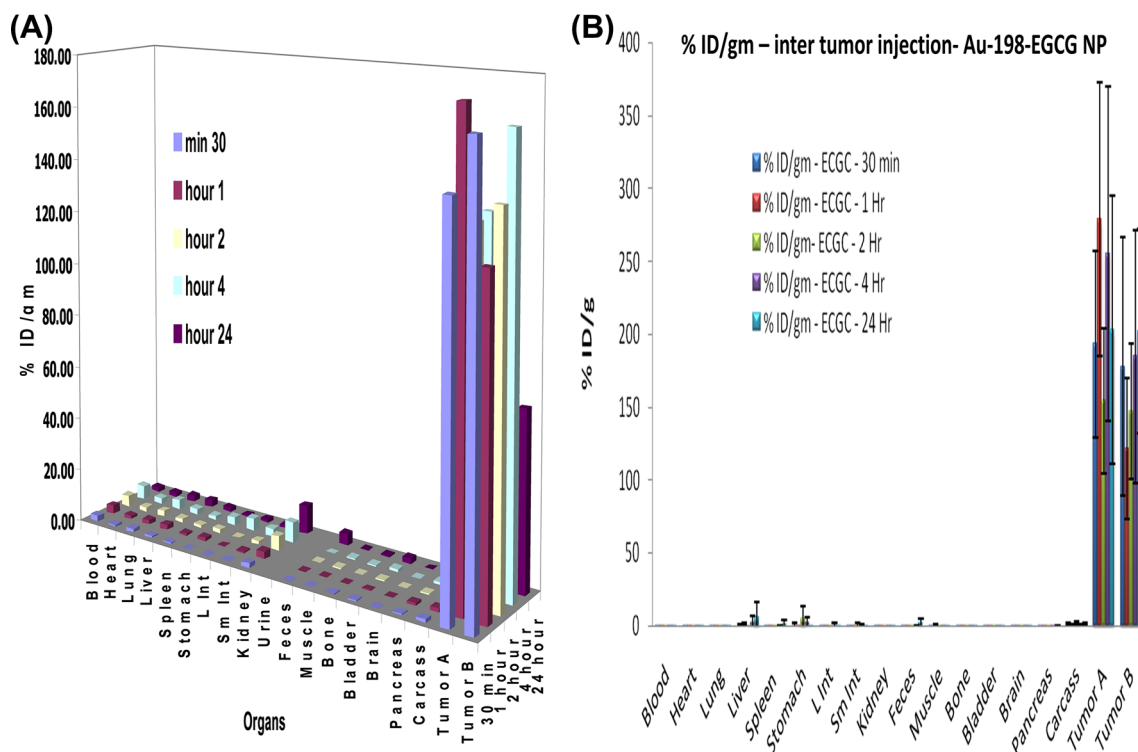 (A)
180.00
160.00
140.00
120.00
100.00
80.00
60.00
40.00
20.00
0.00
% ID /gm
min 30
hour 1
hour 2
hour 4
hour 24
Blood
Heart
Lung
Liver
Spleen
Stomach
L Int
Sm Int
Kidney
Urine
Feces
Muscle
Bone
Bladder
Brain
Pancreas
Carcass
Tumor A
Tumor B
30 min
1 hour
2 hour
4 hour
24 hour
Organs
(B)
% ID/gm – inter tumor injection- Au-198-EGCG NP
400
350
300
250
200
150
100
50
0
% ID/g
% ID/gm - ECGC - 30 min
% ID/gm - ECGC - 1 Hr
% ID/gm- ECGC - 2 Hr
% ID/gm - ECGC - 4 Hr
% ID/gm - ECGC - 24 Hr
Blood
Heart
Lung
Liver
Spleen
Stomach
L Int
Sm Int
Kidney
Feces
Muscle
Bone
Bladder
Brain
Pancreas
Carcass
Tumor A
Tumor B